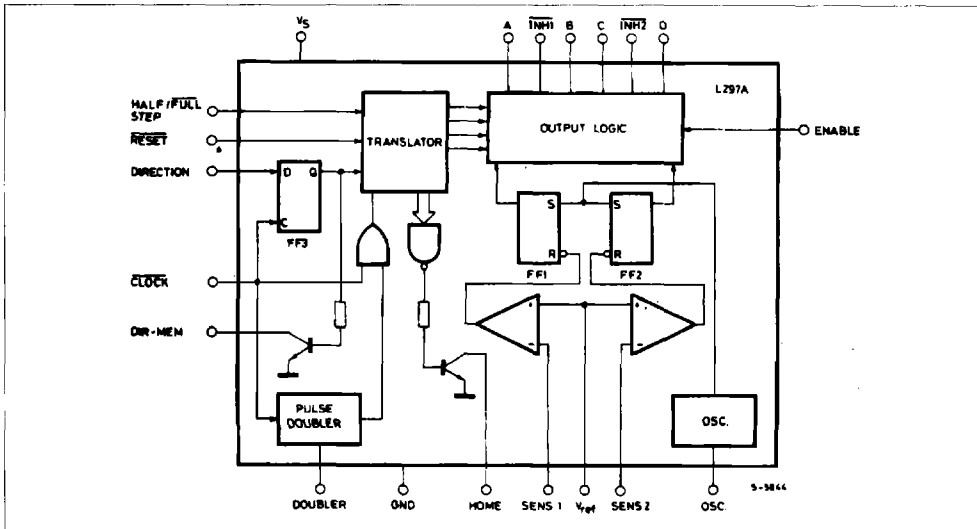 VS
A INH1 B C INH2 D
L297A
HALF/FULL
STEP
RESET
DIRECTION
CLOCK
DIR-MEM
TRANSLATOR
OUTPUT LOGIC
ENABLE
D Q
C
FF3
S
R
FF1
S
R
FF2
+
-
+
-
PULSE
DOUBLER
OSC.
5-5844
DOUBLER GND HOME SENS 1 Vref SENS 2 OSC.